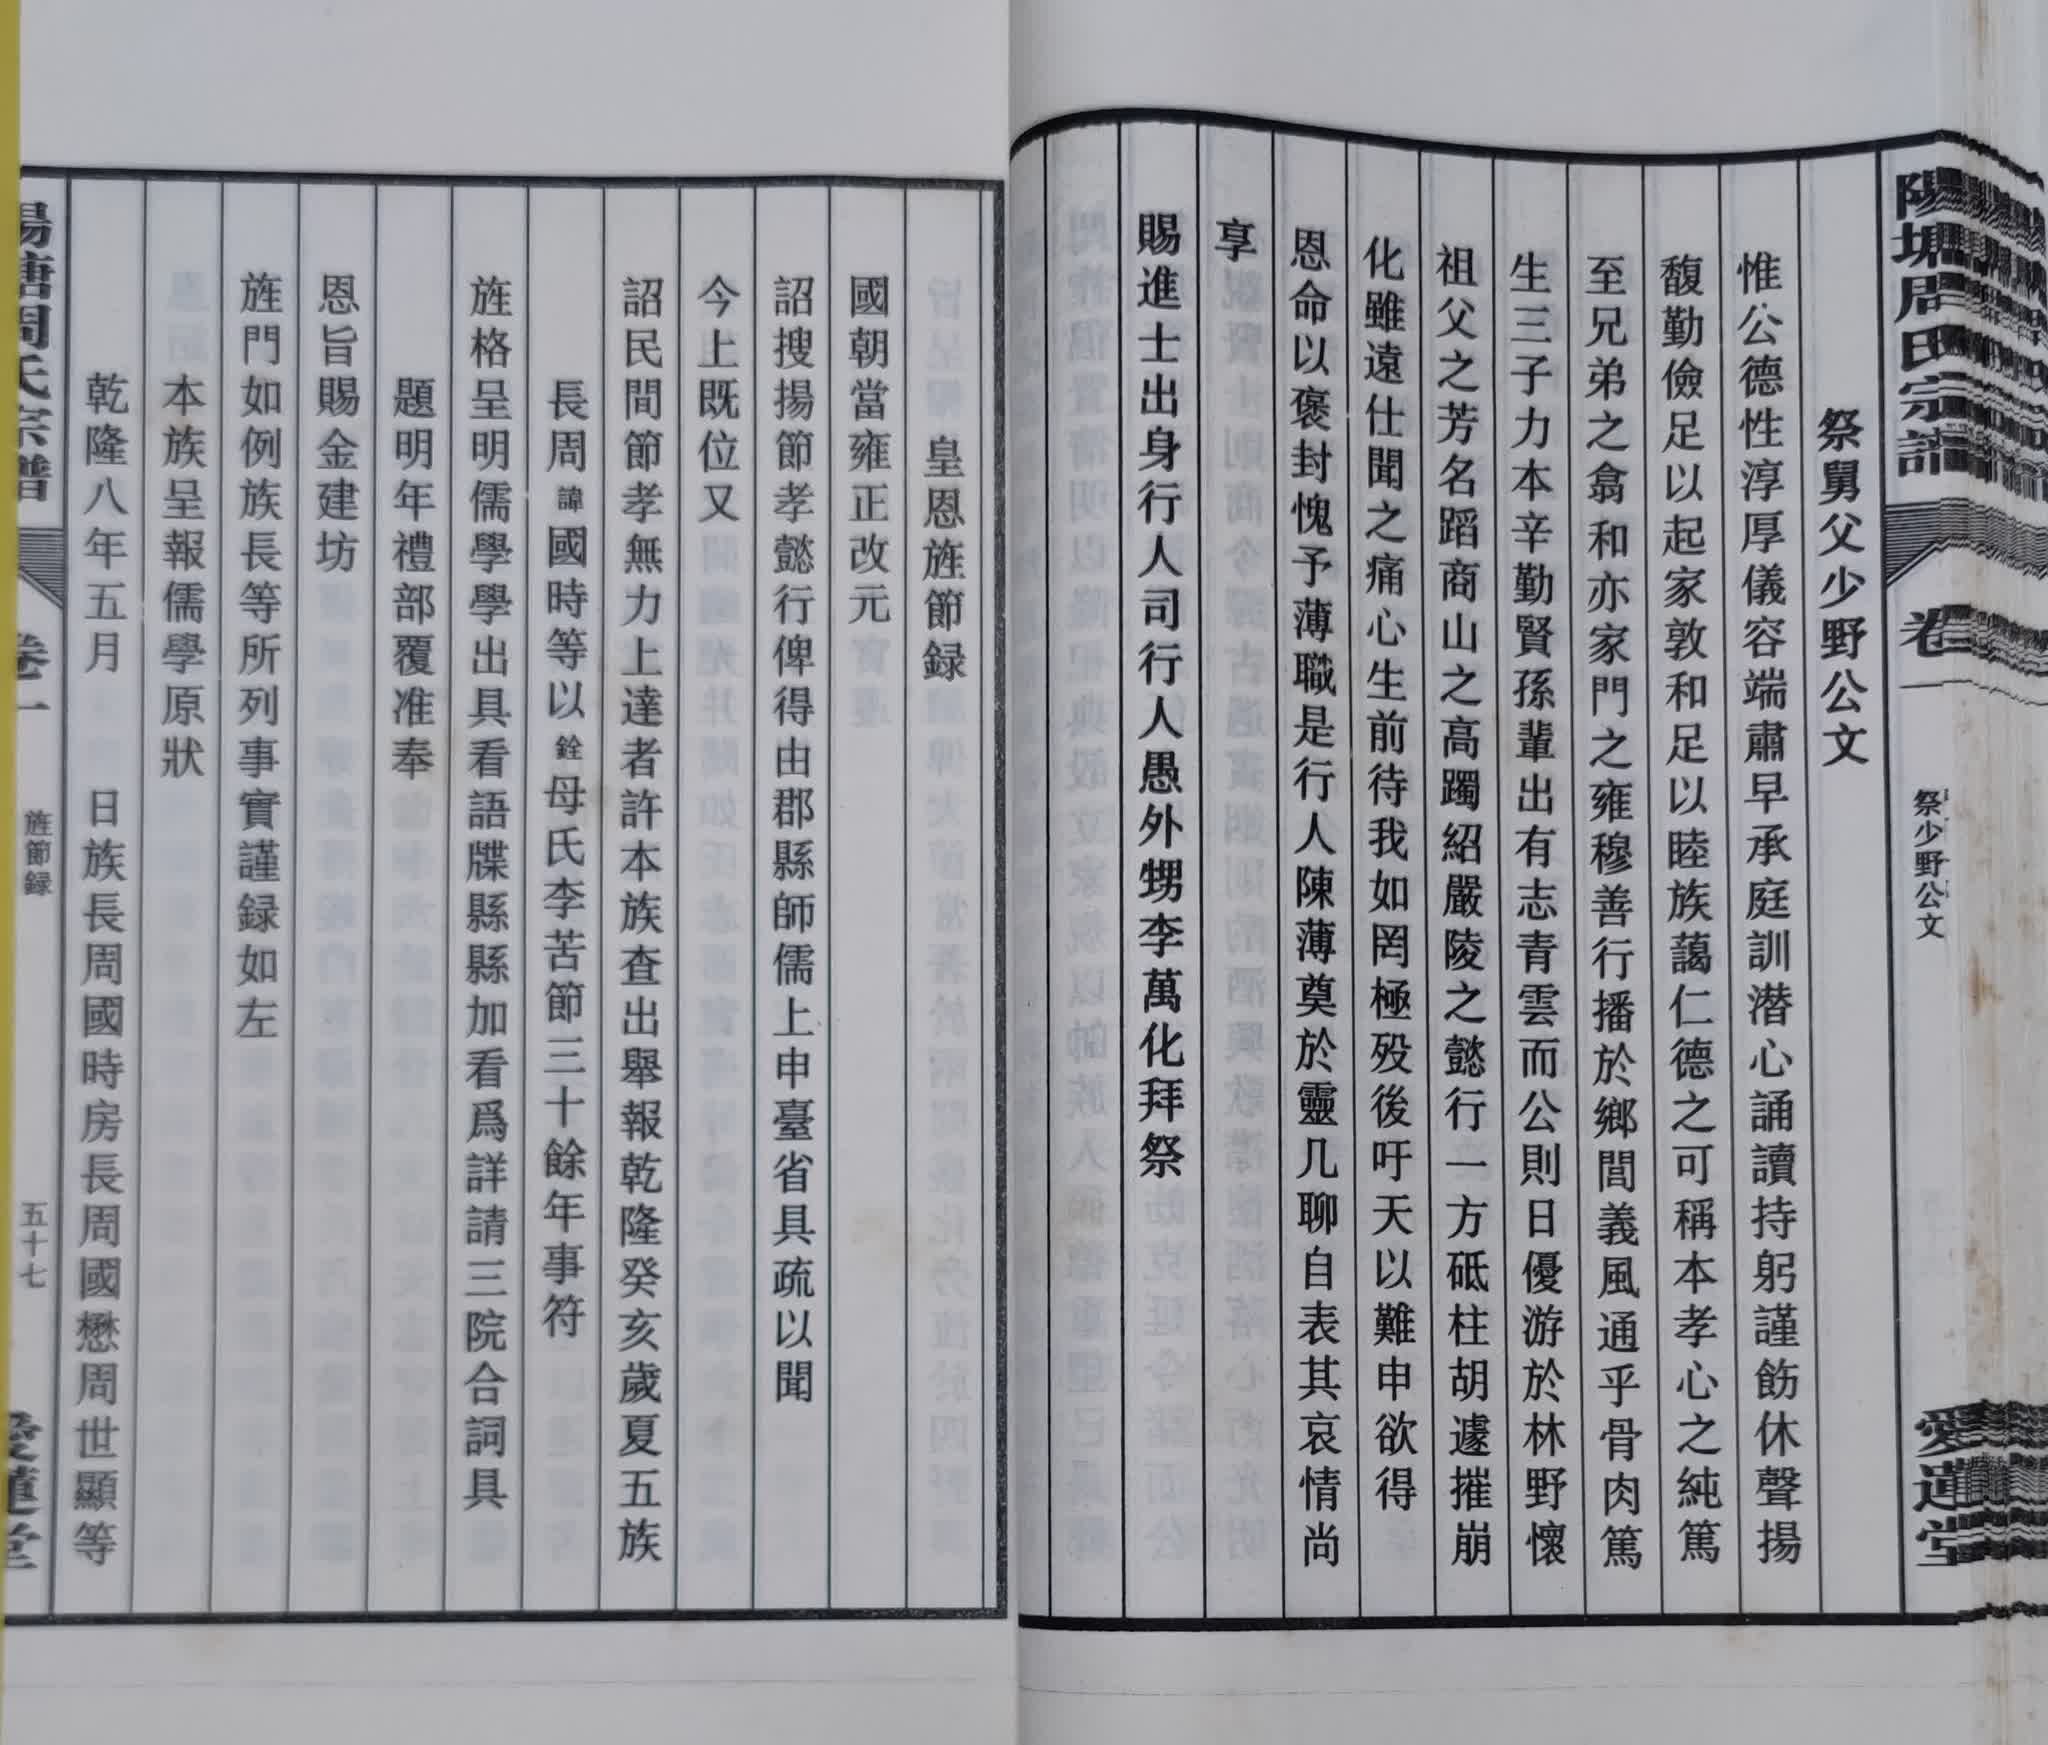 陽塘周氏宗譜
卷一
祭少野公文
愛蓮堂
祭舅父少野公文
惟公德性淳厚儀容端肅早承庭訓潜心誦讀持躬謹飭休聲揚
馥勤儉足以起家敦和足以睦族藹仁德之可稱本孝心之純篤
至兄弟之翕和亦家門之雍穆善行播於鄉閭義風通乎骨肉篤
生三子力本辛勤賢孫輩出有志青雲而公則日優游於林野懷
祖父之芳名蹈商山之高躅紹嚴陵之懿行一方砥柱胡遽摧崩
化雖遠仕聞之痛心生前待我如罔極殁後吁天以難申欲得
恩命以褒封愧予薄職是行人陳薄奠於靈几聊自表其哀情尚
享
賜進士出身行人司行人愚外甥李萬化拜祭
皇恩旌節録
國朝當雍正改元
詔搜揚節孝懿行俾得由郡縣師儒上申臺省具疏以聞
今上既位又
詔民間節孝無力上達者許本族查出舉報乾隆癸亥歲夏五族
長周諱國時等以銓母氏李苦節三十餘年事符
旌格呈明儒學學出具看語牒縣縣加看爲詳請三院合詞具
題明年禮部覆准奉
恩旨賜金建坊
旌門如例族長等所列事實謹録如左
本族呈報儒學原狀
乾隆八年五月 日族長周國時房長周國懋周世顯等
陽塘周氏宗譜
卷一
旌節録
五十七
愛蓮堂